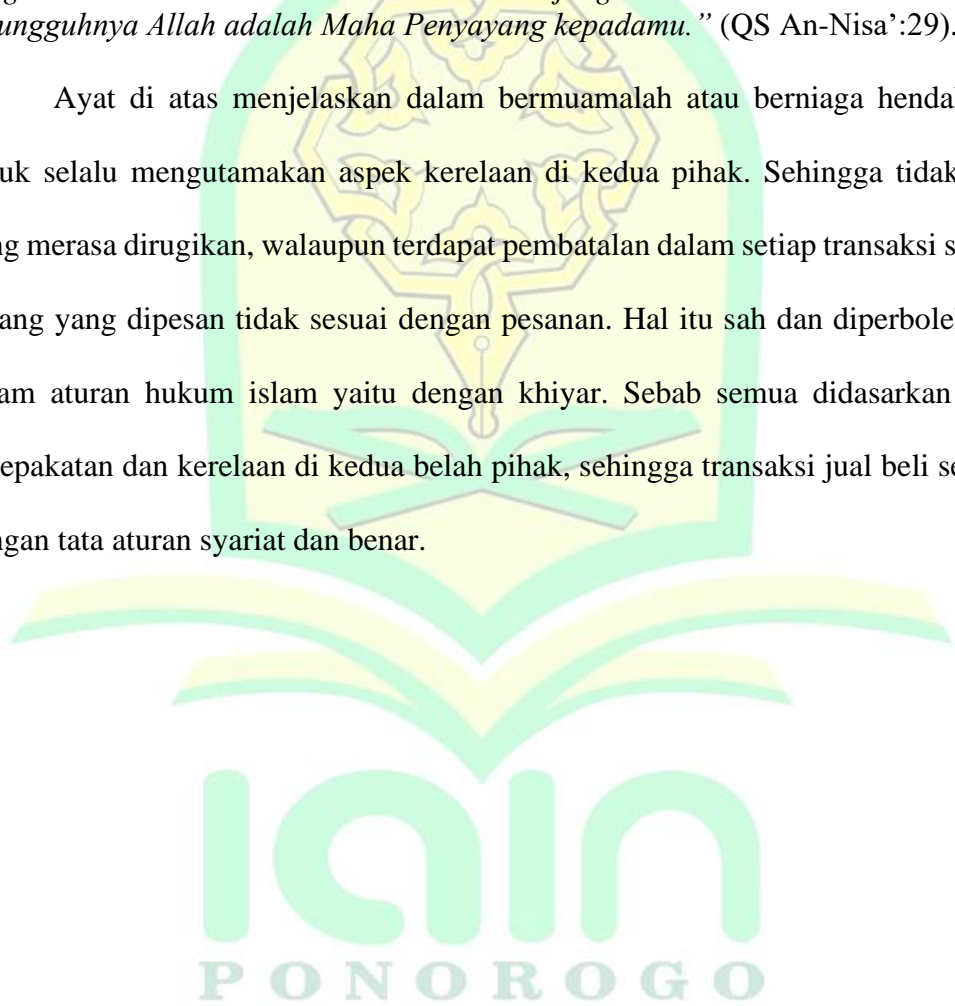 ungguhnya Allah adalah Maha Penyayang kepadamu.” (QS An-Nisa’:29).
Ayat di atas menjelaskan dalam bermuamalah atau berniaga hendal
uk selalu mengutamakan aspek kerelaan di kedua pihak. Sehingga tidak
ng merasa dirugikan, walaupun terdapat pembatalan dalam setiap transaksi s
ang yang dipesan tidak sesuai dengan pesanan. Hal itu sah dan diperbolel
am aturan hukum islam yaitu dengan khiyar. Sebab semua didasarkan
epakatan dan kerelaan di kedua belah pihak, sehingga transaksi jual beli se
ngan tata aturan syariat dan benar.
iain
PONOROGO